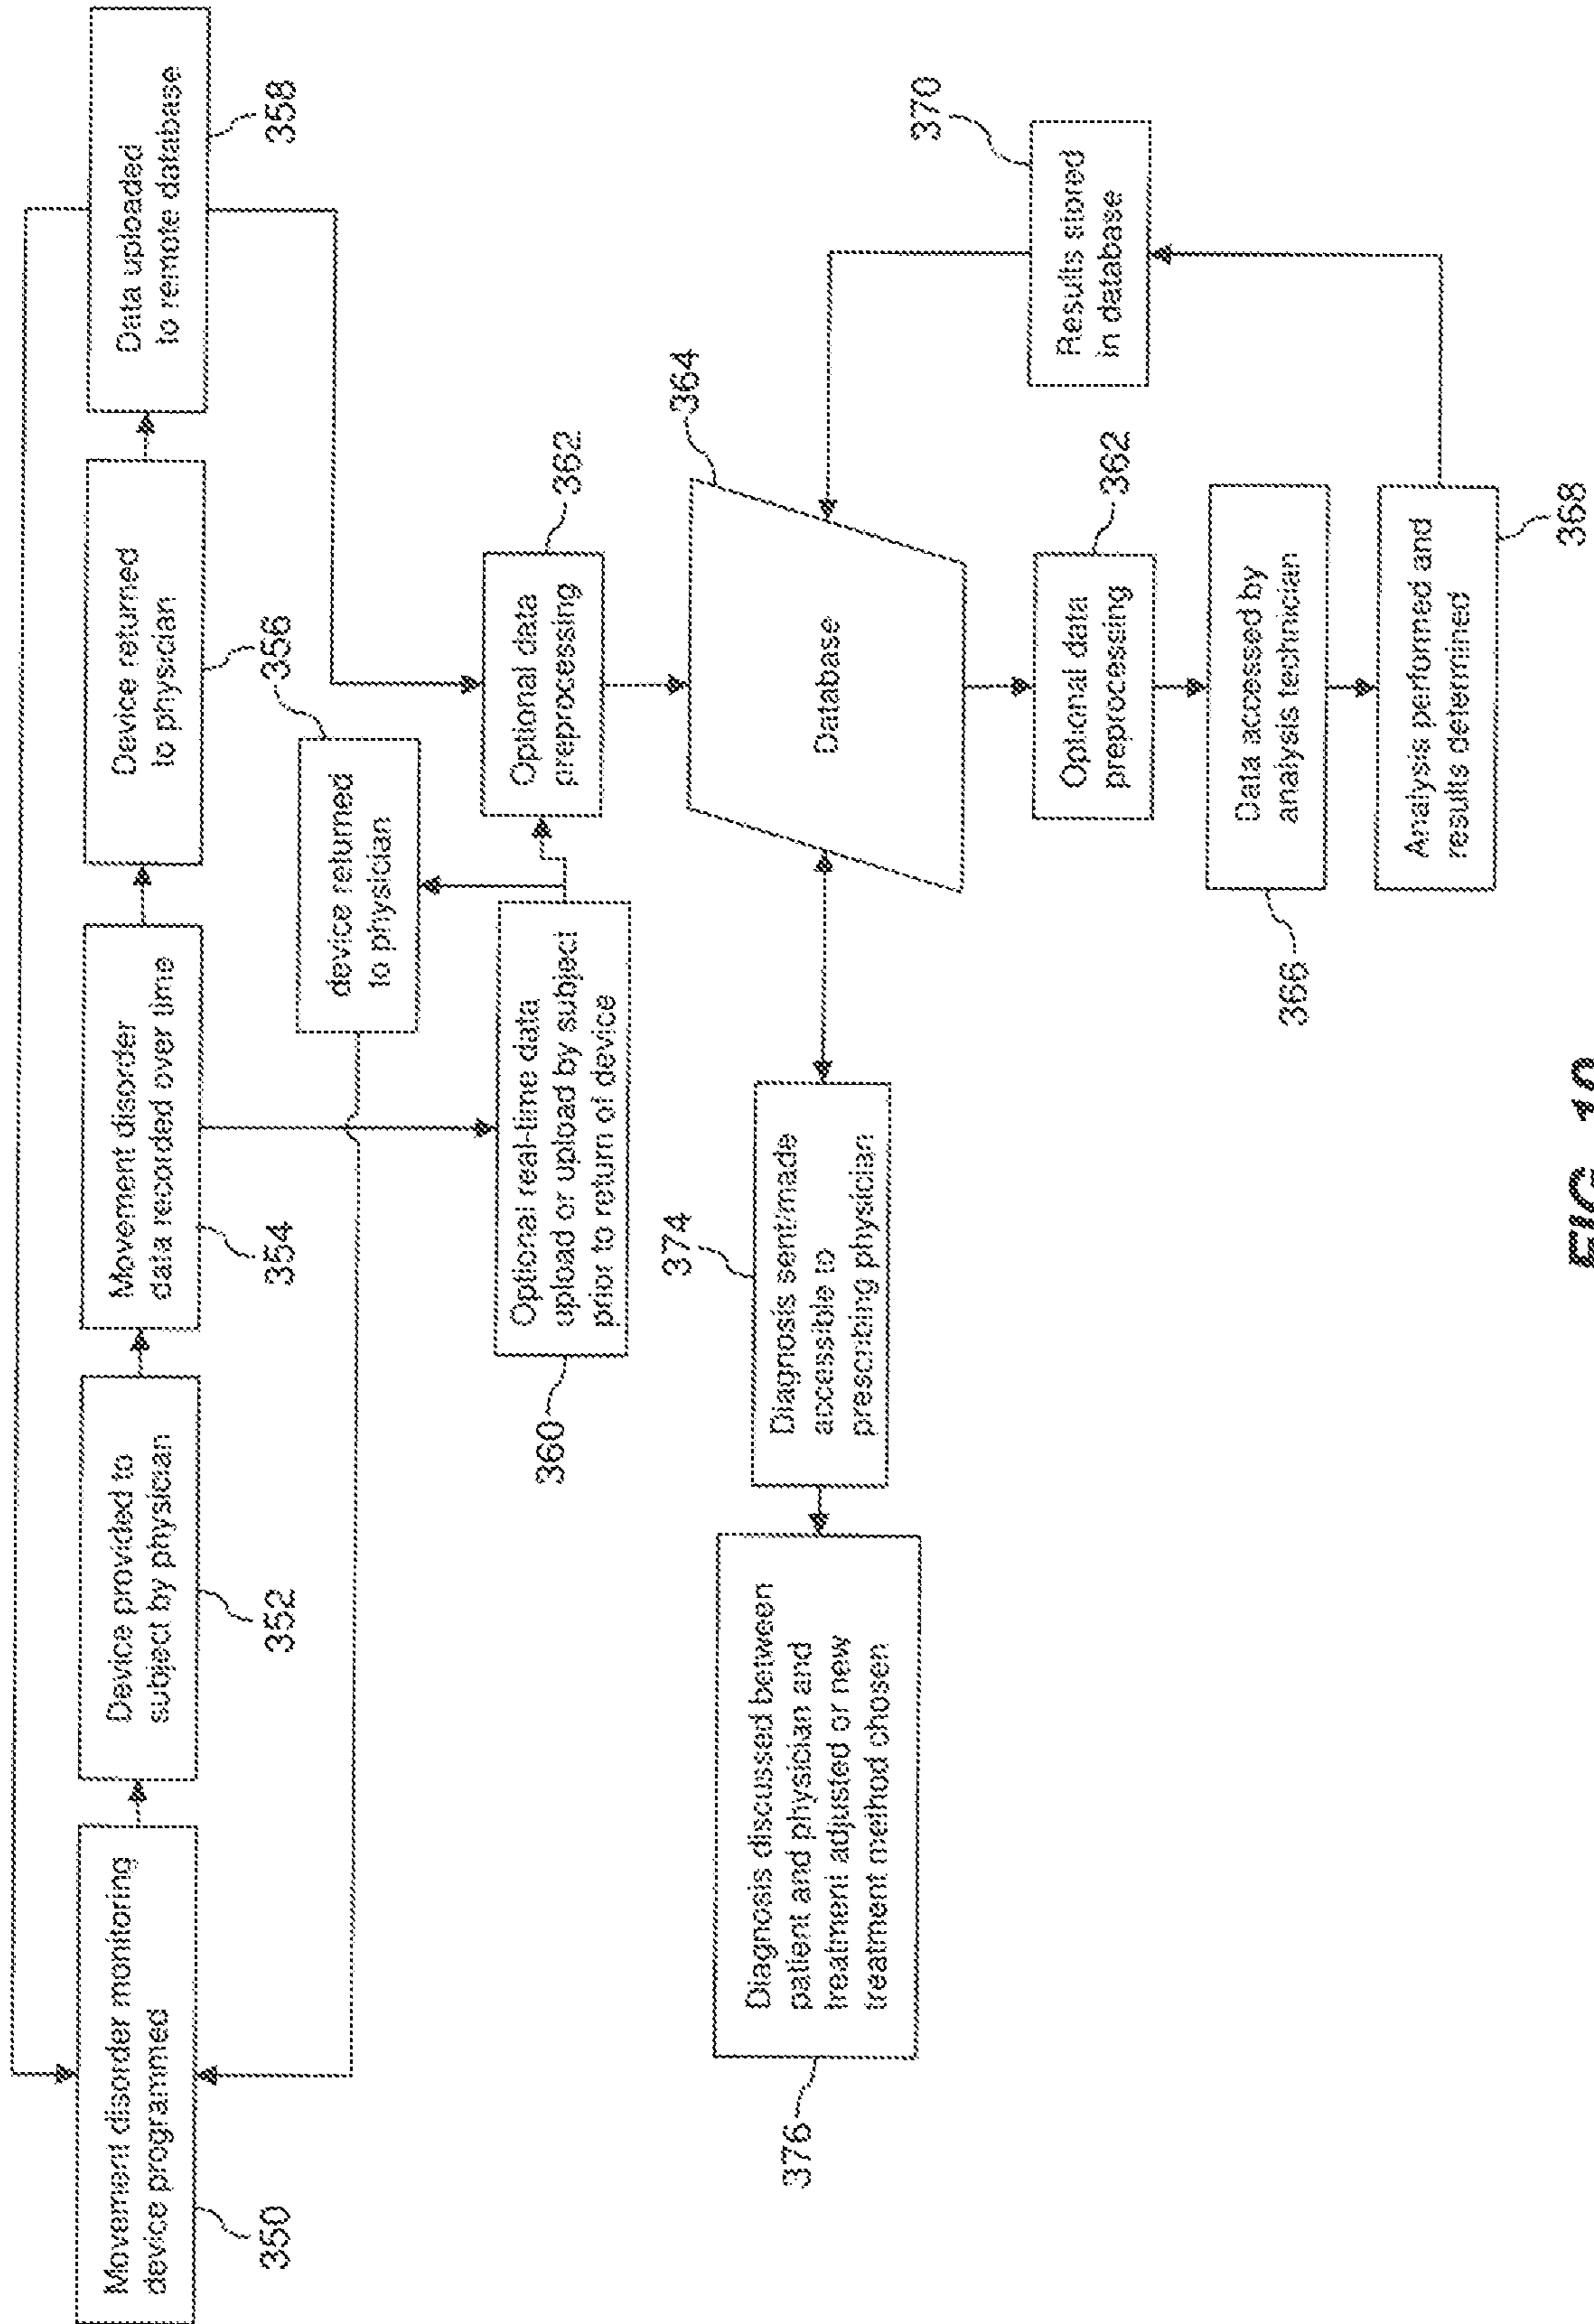 Movement disorder monitoring
device programmed
350
Device provided to
subject by physician
352
Movement disorder
data recorded over time
354
Device returned
to physician
356
Data uploaded
to remote database
358
device returned
to physician
Optional real-time data
upload or upload by subject
prior to return of device
360
Optional data
preprocessing
362
Database
364
Diagnosis sent/made
accessible to
prescribing physician
374
Diagnosis discussed between
patient and physician and
treatment adjusted or new
treatment method chosen
376
Optional data
preprocessing
362
Data accessed by
analysis technician
366
Analysis performed and
results determined
368
Results stored
in database
370
FIG.